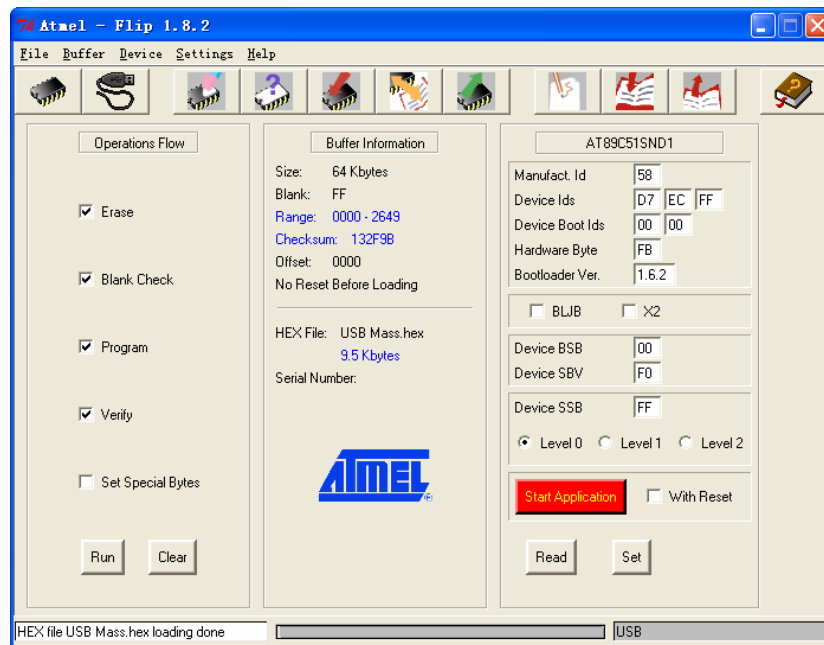 Atmel - Flip 1.8.2
File Buffer Device Settings Help
Operations Flow
Erase
Blank Check
Program
Verify
Set Special Bytes
Run Clear
Buffer Information
Size: 64 Kbytes
Blank: FF
Range: 0000 - 2649
Checksum: 132F9B
Offset: 0000
No Reset Before Loading
HEX File: USB Mass.hex
9.5 Kbytes
Serial Number:
ATMEL
AT89C51SND1
Manufact. Id 58
Device Ids D7 EC FF
Device Boot Ids 00 00
Hardware Byte FB
Bootloader Ver. 1.6.2
BLJB X2
Device BSB 00
Device SBV F0
Device SSB FF
Level 0 Level 1 Level 2
Start Application With Reset
Read Set
HEX file USB Mass.hex loading done
USB